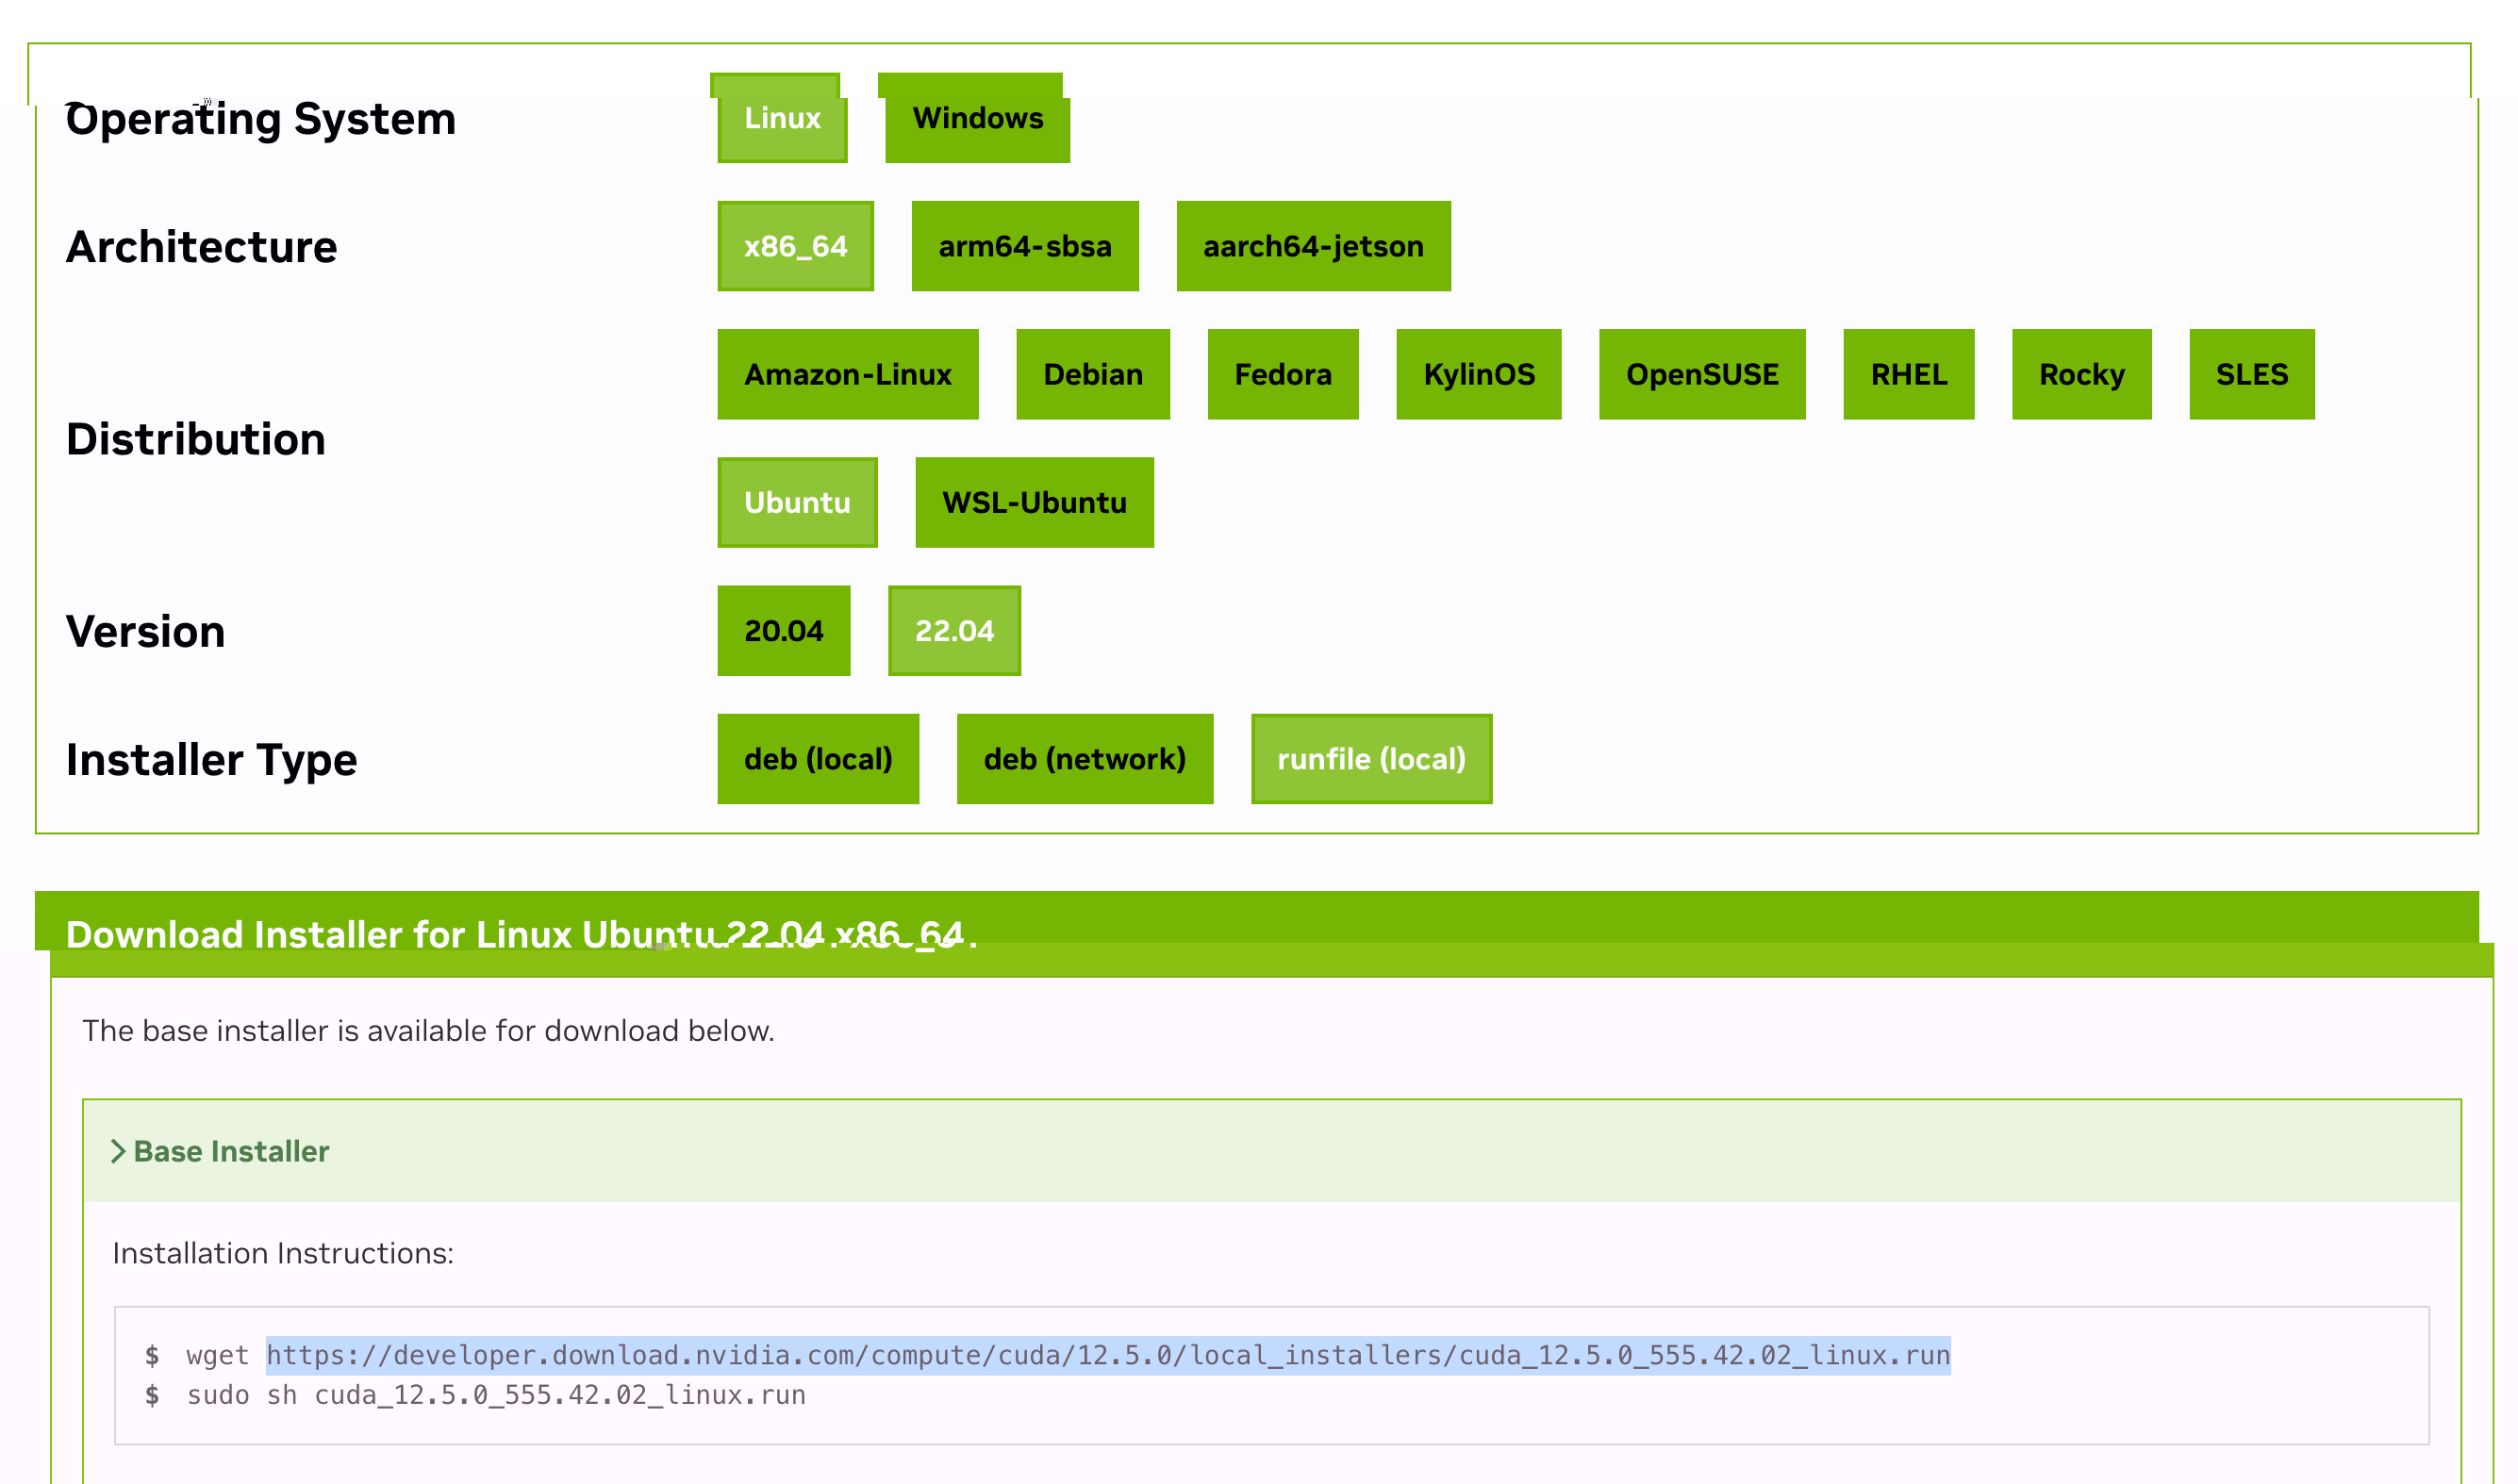 Operating System
Linux Windows
Architecture
x86_64 arm64-sbsa aarch64-jetson
Distribution
Amazon-Linux Debian Fedora KylinOS OpenSUSE RHEL Rocky SLES
Ubuntu WSL-Ubuntu
Version
20.04 22.04
Installer Type
deb (local) deb (network) runfile (local)
Download Installer for Linux Ubuntu 22.04 x86_64
The base installer is available for download below.
Base Installer
Installation Instructions:
$ wget https://developer.download.nvidia.com/compute/cuda/12.5.0/local_installers/cuda_12.5.0_555.42.02_linux.run
$ sudo sh cuda_12.5.0_555.42.02_linux.run